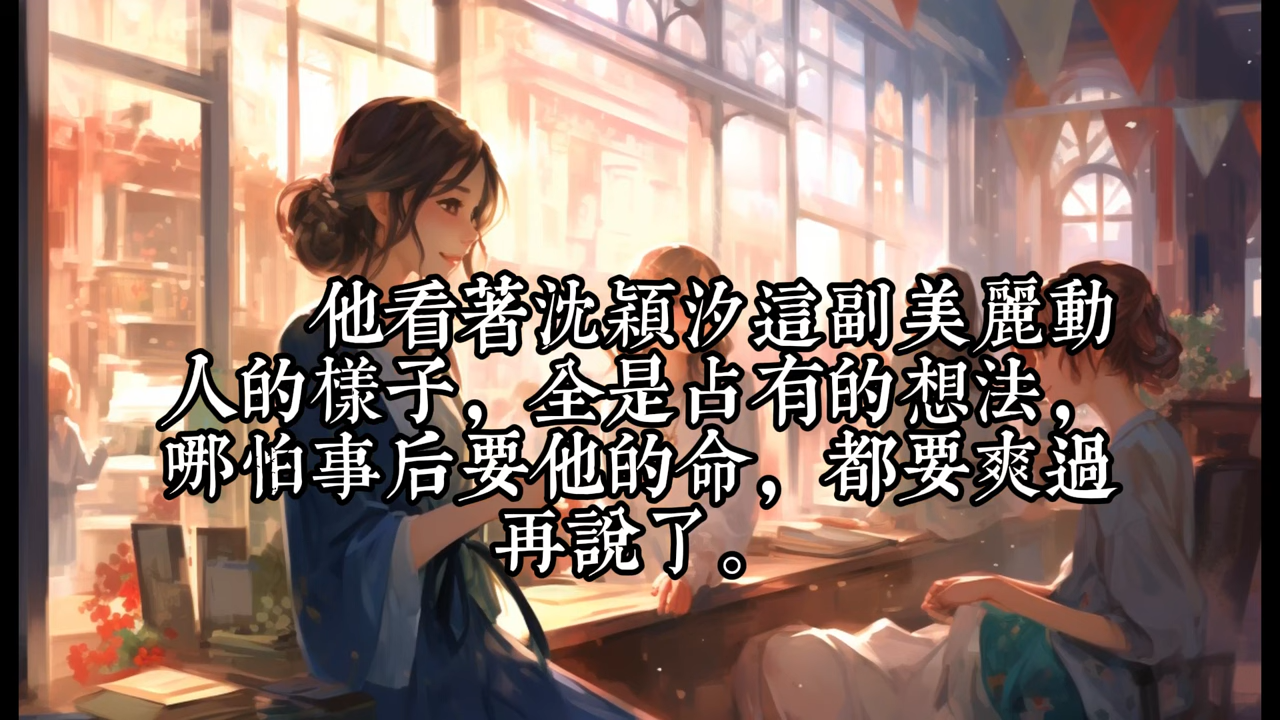 他看著沈穎汐這副美麗動
人的樣子，全是占有的想法，
哪怕事后要他的命，都要爽過
再說了。